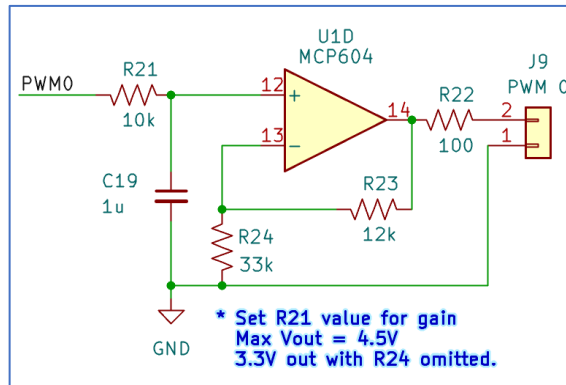 U1D
MCP604
J9
PWM 0
PWM0
R21
10k
12
+
13
-
14
R22
100
2
1
C19
1u
R23
12k
R24
33k
GND
* Set R21 value for gain
Max Vout = 4.5V
3.3V out with R24 omitted.